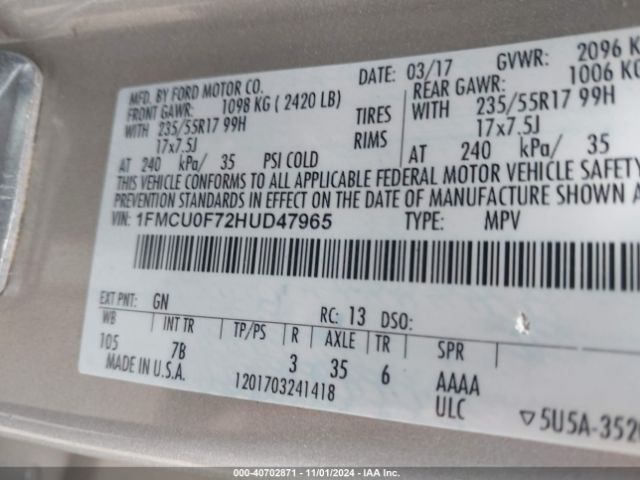 MFD. BY FORD MOTOR CO.
DATE: 03/17 GVWR: 2096 K
FRONT GAWR: 1098 KG ( 2420 LB)
REAR GAWR: 1006 KG
WITH 235/55R17 99H TIRES WITH 235/55R17 99H
17x7.5J RIMS 17x7.5J
AT 240 kPa/ 35 PSI COLD AT 240 kPa/ 35
THIS VEHICLE CONFORMS TO ALL APPLICABLE FEDERAL MOTOR VEHICLE SAFETY
PREVENTION STANDARDS IN EFFECT ON THE DATE OF MANUFACTURE SHOWN A
VIN: 1FMCU0F72HUD47965 TYPE: MPV
EXT PNT: GN RC: 13 DSO:
WB INT TR TP/PS R AXLE TR SPR
105 7B 3 35 6 AAAA
MADE IN U.S.A. 1201703241418 ULC ▽5U5A-3520
000-40702871 • 11/01/2024 • IAA Inc.